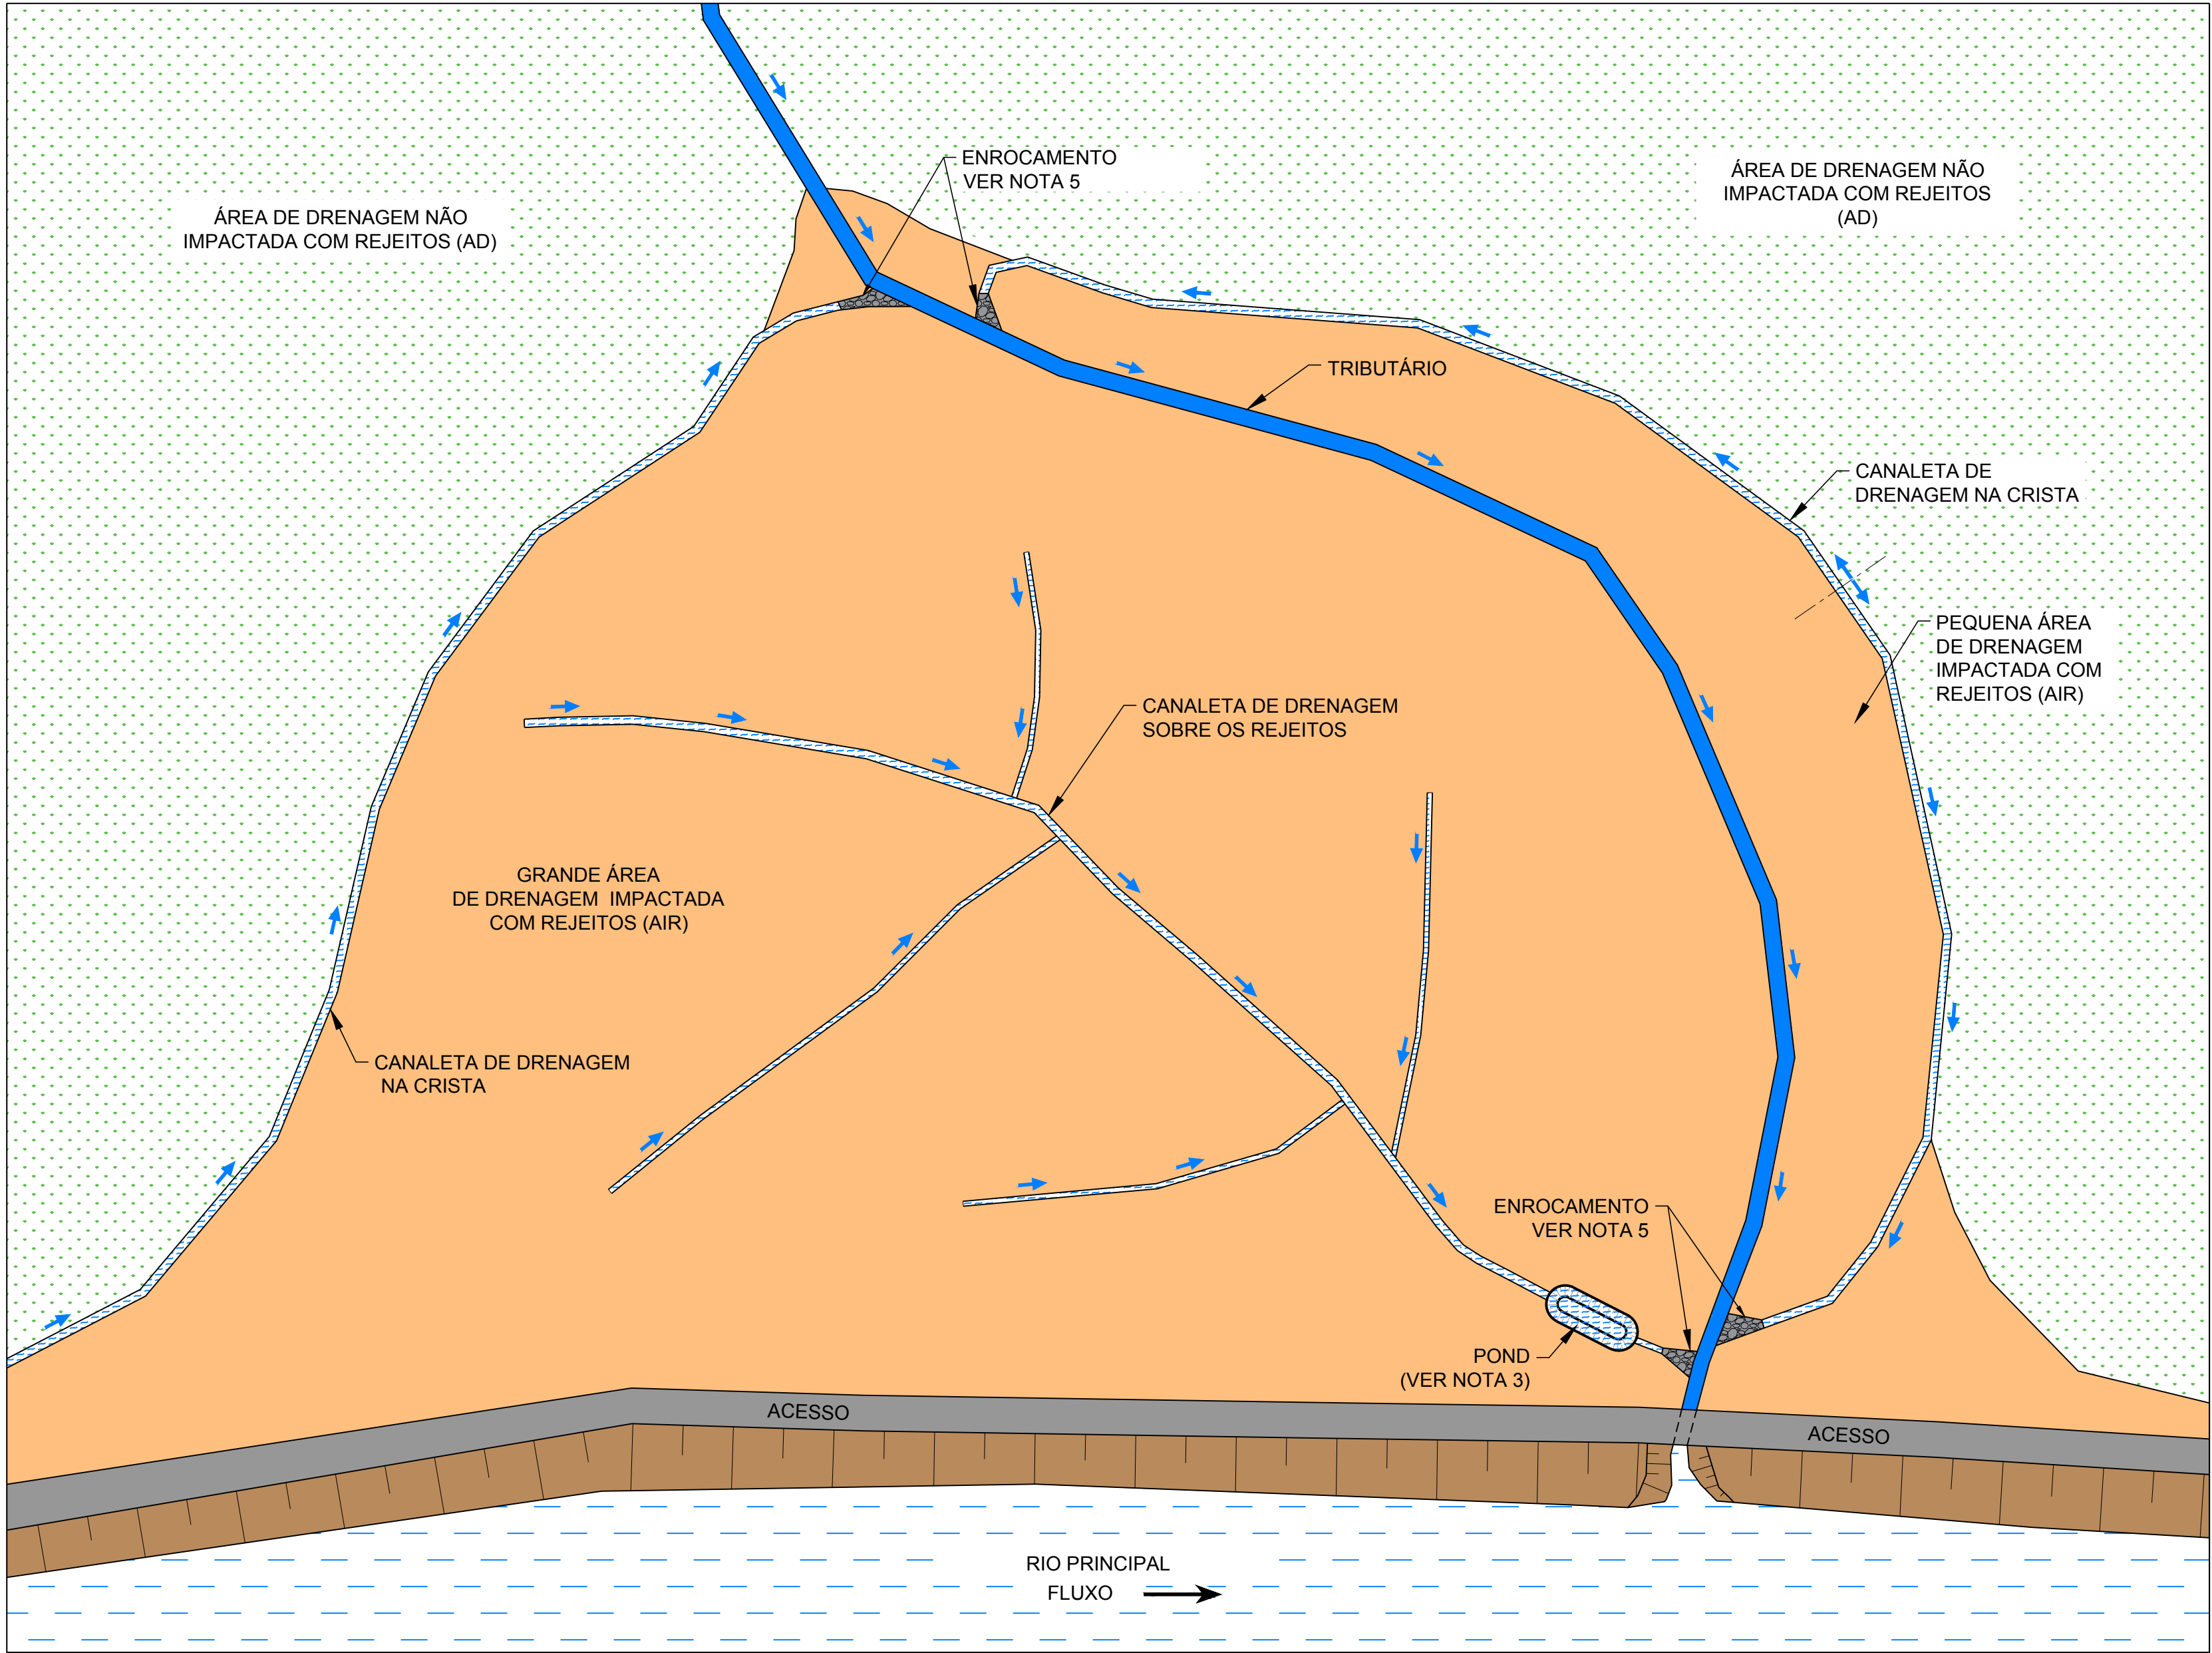 ENROCAMENTO
VER NOTA 5
ÁREA DE DRENAGEM NÃO
IMPACTADA COM REJEITOS
(AD)
ÁREA DE DRENAGEM NÃO
IMPACTADA COM REJEITOS (AD)
TRIBUTÁRIO
CANALETA DE
DRENAGEM NA CRISTA
PEQUENA ÁREA
DE DRENAGEM
IMPACTADA COM
REJEITOS (AIR)
CANALETA DE DRENAGEM
SOBRE OS REJEITOS
GRANDE ÁREA
DE DRENAGEM IMPACTADA
COM REJEITOS (AIR)
CANALETA DE DRENAGEM
NA CRISTA
ENROCAMENTO
VER NOTA 5
POND
(VER NOTA 3)
ACESSO
ACESSO
RIO PRINCIPAL
FLUXO